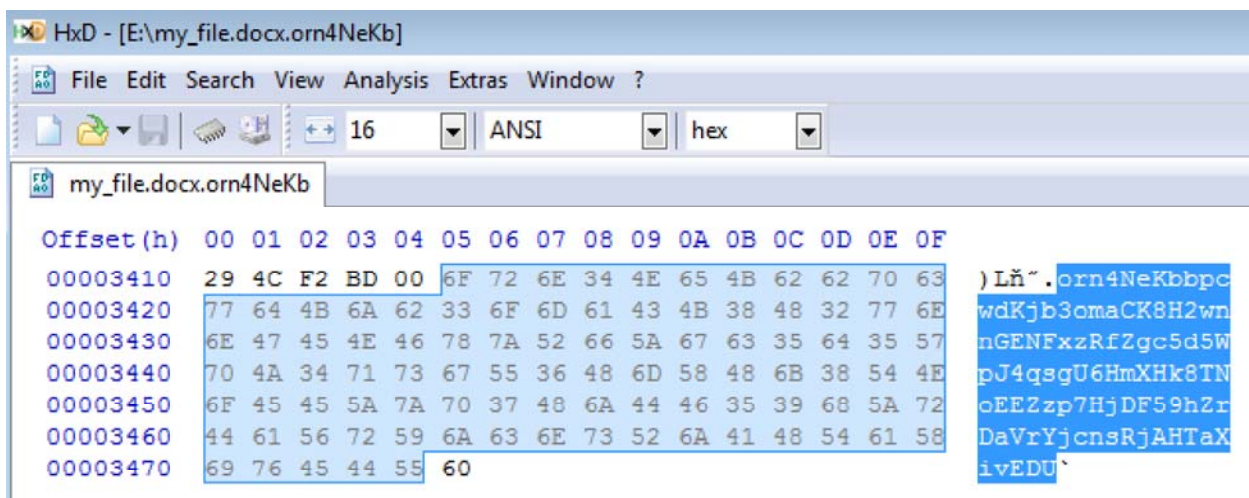 HxD - [E:\my_file.docx.orn4NeKb]
File Edit Search View Analysis Extras Window ?
16 ANSI hex
my_file.docx.orn4NeKb
Offset(h) 00 01 02 03 04 05 06 07 08 09 0A 0B 0C 0D 0E 0F
00003410 29 4C F2 BD 00 6F 72 6E 34 4E 65 4B 62 62 70 63 )Lň˝.orn4NeKbbpc
00003420 77 64 4B 6A 62 33 6F 6D 61 43 4B 38 48 32 77 6E wdKjb3omaCK8H2wn
00003430 6E 47 45 4E 46 78 7A 52 66 5A 67 63 35 64 35 57 nGENFxzRfZgc5d5W
00003440 70 4A 34 71 73 67 55 36 48 6D 58 48 6B 38 54 4E pJ4qsgU6HmXHk8TN
00003450 6F 45 45 5A 7A 70 37 48 6A 44 46 35 39 68 5A 72 oEEZzp7HjDF59hZr
00003460 44 61 56 72 59 6A 63 6E 73 52 6A 41 48 54 61 58 DaVrYjcnsRjAHTaX
00003470 69 76 45 44 55 60 ivEDU`